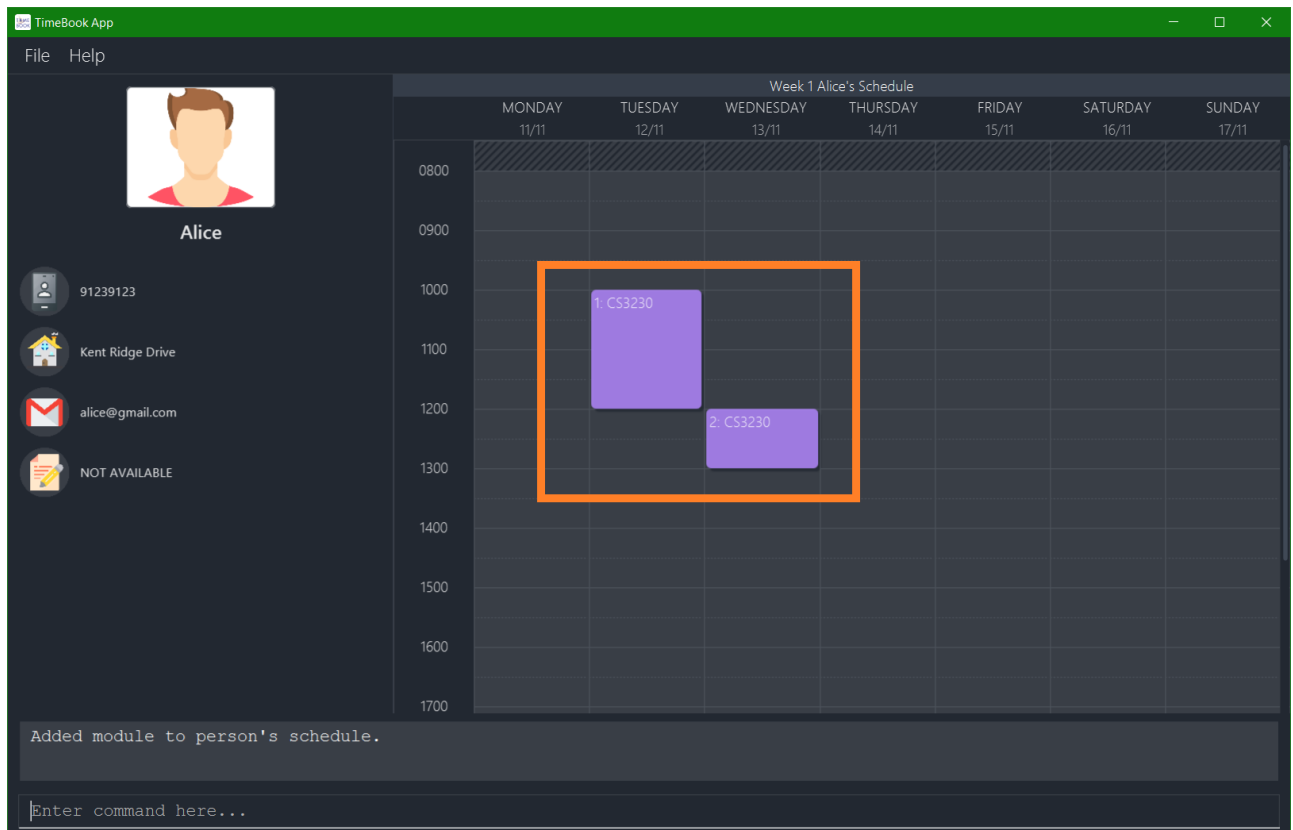 TimeBook App
File Help
Alice
91239123
Kent Ridge Drive
alice@gmail.com
NOT AVAILABLE
Week 1 Alice's Schedule
MONDAY TUESDAY WEDNESDAY THURSDAY FRIDAY SATURDAY SUNDAY
11/11 12/11 13/11 14/11 15/11 16/11 17/11
0800
0900
1000
1: CS3230
1100
1200
2: CS3230
1300
1400
1500
1600
1700
Added module to person's schedule.
Enter command here...